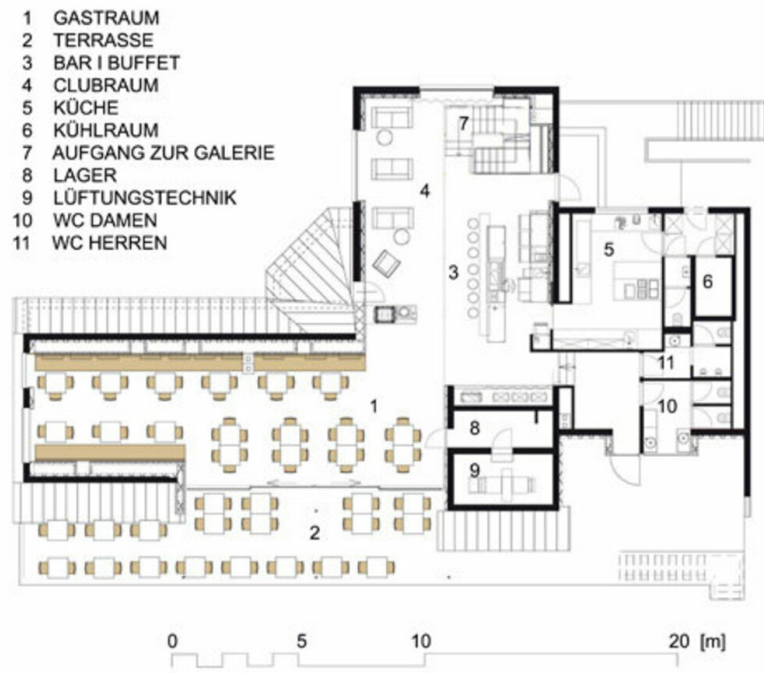 1 GASTRAUM
2 TERRASSE
3 BAR I BUFFET
4 CLUBRAUM
5 KÜCHE
6 KÜHLRAUM
7 AUFGANG ZUR GALERIE
8 LAGER
9 LÜFTUNGSTECHNIK
10 WC DAMEN
11 WC HERREN
7
4
5
3
6
11
1
10
8
9
2
0 5 10 20 [m]